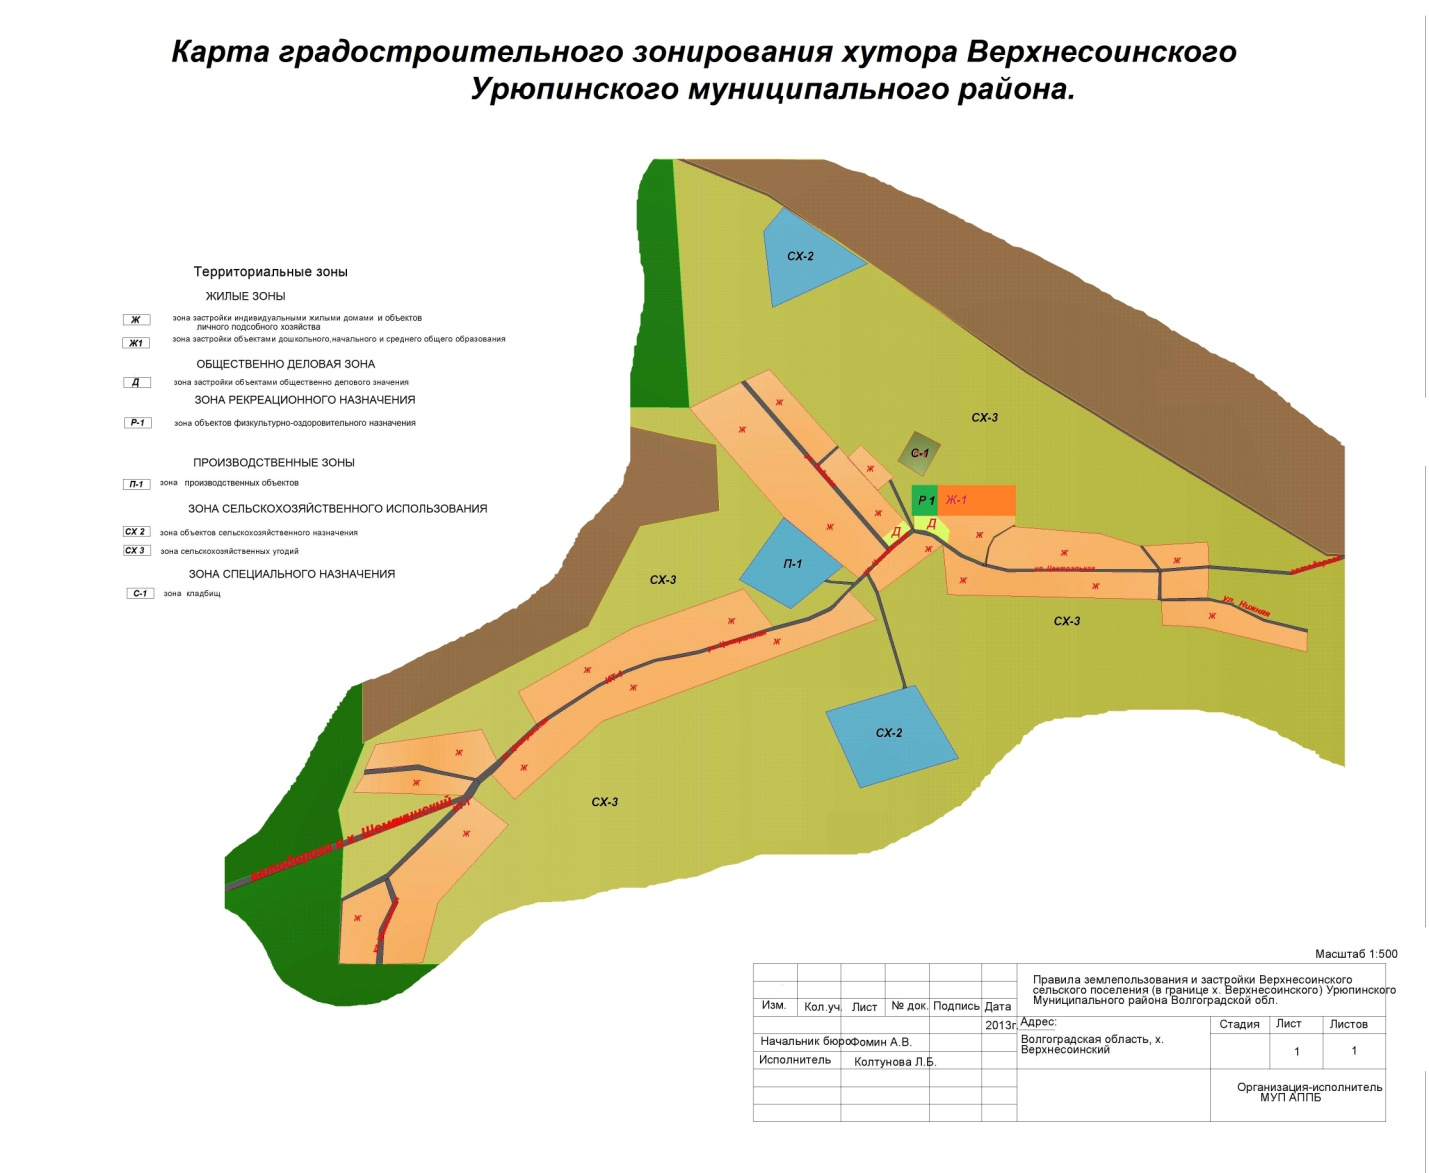 Карта градостроительного зонирования хутора Верхнесоинского
Урюпинского муниципального района.
Территориальные зоны
ЖИЛЫЕ ЗОНЫ
Ж зона застройки индивидуальными жилыми домами и объектов
личного подсобного хозяйства
Ж1 зона застройки объектами дошкольного,начального и среднего общего образования
ОБЩЕСТВЕННО ДЕЛОВАЯ ЗОНА
Д зона застройки объектами общественно делового значения
ЗОНА РЕКРЕАЦИОННОГО НАЗНАЧЕНИЯ
Р-1 зона объектов физкультурно-оздоровительного назначения
ПРОИЗВОДСТВЕННЫЕ ЗОНЫ
П-1 зона производственных объектов
ЗОНА СЕЛЬСКОХОЗЯЙСТВЕННОГО ИСПОЛЬЗОВАНИЯ
СХ 2 зона объектов сельскохозяйственного назначения
СХ 3 зона сельскохозяйственных угодий
ЗОНА СПЕЦИАЛЬНОГО НАЗНАЧЕНИЯ
С-1 зона кладбищ
СХ-2
Ж
СХ-3
Ж
С-1
Ж
Р 1 Ж-1
Ж
Д
Ж
Д
Ж
Ж
Ж
Ж
П-1
ул. Центральная
СХ-3
Ж
Ж
Ул. Нижняя
Ж
Ж
СХ-3
ул. Центральная
Ж
Ж
Ж
СХ-2
Ж
Ж
Ж
СХ-3
автодорога к х. Шемякинский
Ж
Ж
Масштаб 1:500
Правила землепользования и застройки Верхнесоинского
сельского поселения (в границе х. Верхнесоинского) Урюпинского
Муниципального района Волгоградской обл.
Изм. Кол.уч. Лист № док. Подпись Дата
2013г. Адрес: Стадия Лист Листов
Начальник бюро Фомин А.В. Волгоградская область, х.
Верхнесоинский
1 1
Исполнитель Колтунова Л.Б.
Организация-исполнитель
МУП АППБ